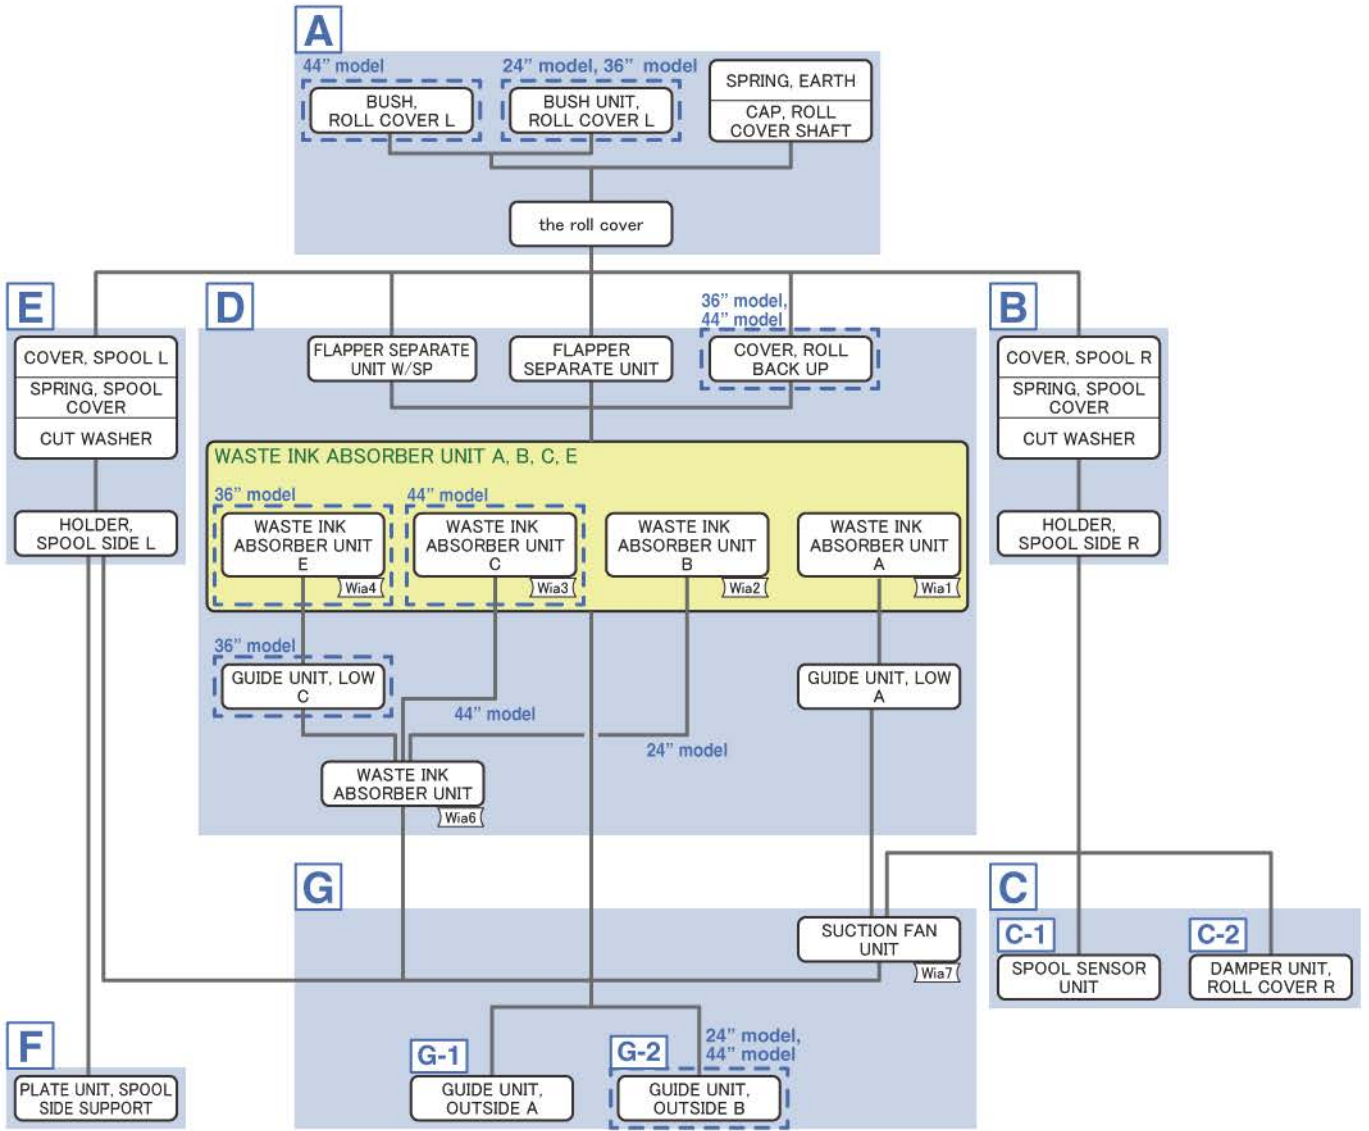 A
44” model
24” model, 36” model
BUSH,
ROLL COVER L
BUSH UNIT,
ROLL COVER L
SPRING, EARTH
CAP, ROLL
COVER SHAFT
the roll cover
E
COVER, SPOOL L
SPRING, SPOOL
COVER
CUT WASHER
HOLDER,
SPOOL SIDE L
D
FLAPPER SEPARATE
UNIT W/SP
FLAPPER
SEPARATE UNIT
36” model,
44” model
COVER, ROLL
BACK UP
B
COVER, SPOOL R
SPRING, SPOOL
COVER
CUT WASHER
HOLDER,
SPOOL SIDE R
WASTE INK ABSORBER UNIT A, B, C, E
36” model
WASTE INK
ABSORBER UNIT
E
Wia4
44” model
WASTE INK
ABSORBER UNIT
C
Wia3
WASTE INK
ABSORBER UNIT
B
Wia2
WASTE INK
ABSORBER UNIT
A
Wia1
36” model
GUIDE UNIT, LOW
C
44” model
24” model
GUIDE UNIT, LOW
A
WASTE INK
ABSORBER UNIT
Wia6
G
SUCTION FAN
UNIT
Wia7
C
C-1
SPOOL SENSOR
UNIT
C-2
DAMPER UNIT,
ROLL COVER R
F
PLATE UNIT, SPOOL
SIDE SUPPORT
G-1
GUIDE UNIT,
OUTSIDE A
G-2
24” model,
44” model
GUIDE UNIT,
OUTSIDE B